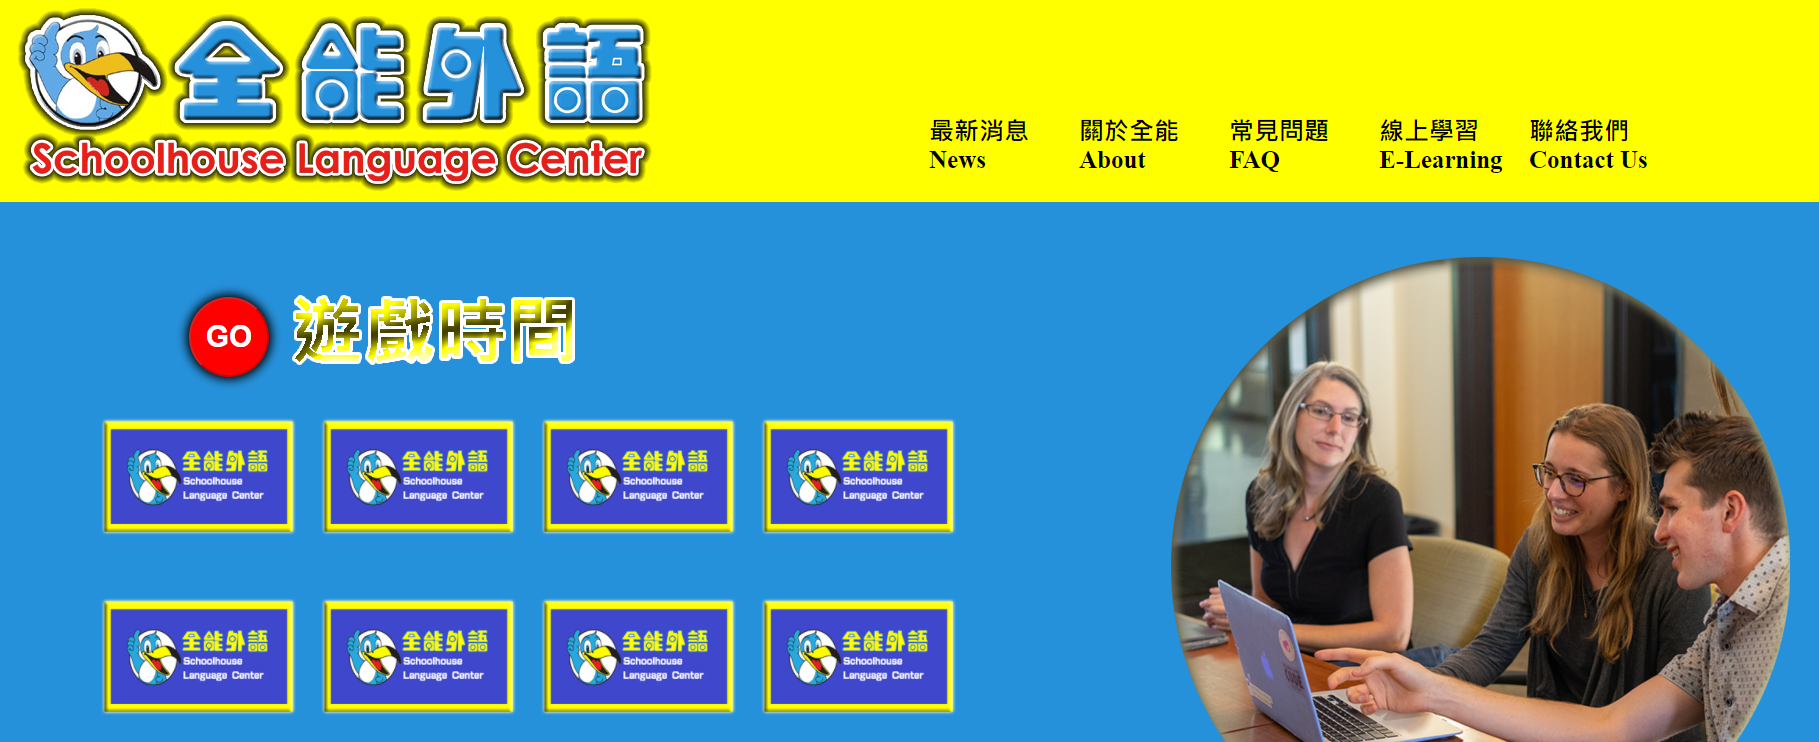 全能外語
Schoolhouse Language Center
最新消息
News
關於全能
About
常見問題
FAQ
線上學習
E-Learning
聯絡我們
Contact Us
GO
遊戲時間
全能外語
Schoolhouse
Language Center
全能外語
Schoolhouse
Language Center
全能外語
Schoolhouse
Language Center
全能外語
Schoolhouse
Language Center
全能外語
Schoolhouse
Language Center
全能外語
Schoolhouse
Language Center
全能外語
Schoolhouse
Language Center
全能外語
Schoolhouse
Language Center